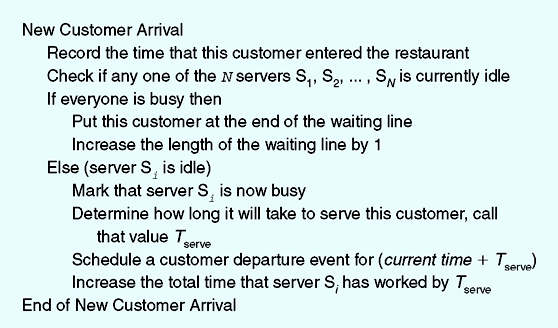 New Customer Arrival
Record the time that this customer entered the restaurant
Check if any one of the N servers S1, S2, ... , SN is currently idle
If everyone is busy then
Put this customer at the end of the waiting line
Increase the length of the waiting line by 1
Else (server Si is idle)
Mark that server Si is now busy
Determine how long it will take to serve this customer, call
that value Tserve
Schedule a customer departure event for (current time + Tserve)
Increase the total time that server Si has worked by Tserve
End of New Customer Arrival